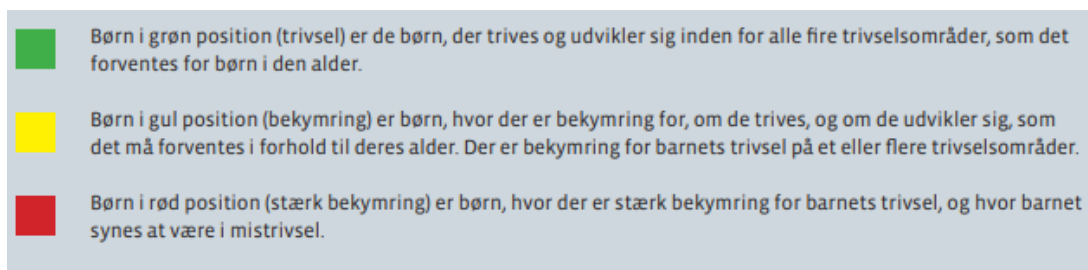 Børn i grøn position (trivsel) er de børn, der trives og udvikler sig inden for alle fire trivselsområder, som det
forventes for børn i den alder.
Børn i gul position (bekymring) er børn, hvor der er bekymring for, om de trives, og om de udvikler sig, som
det må forventes i forhold til deres alder. Der er bekymring for barnets trivsel på et eller flere trivselsområder.
Børn i rød position (stærk bekymring) er børn, hvor der er stærk bekymring for barnets trivsel, og hvor barnet
synes at være i mistrivsel.